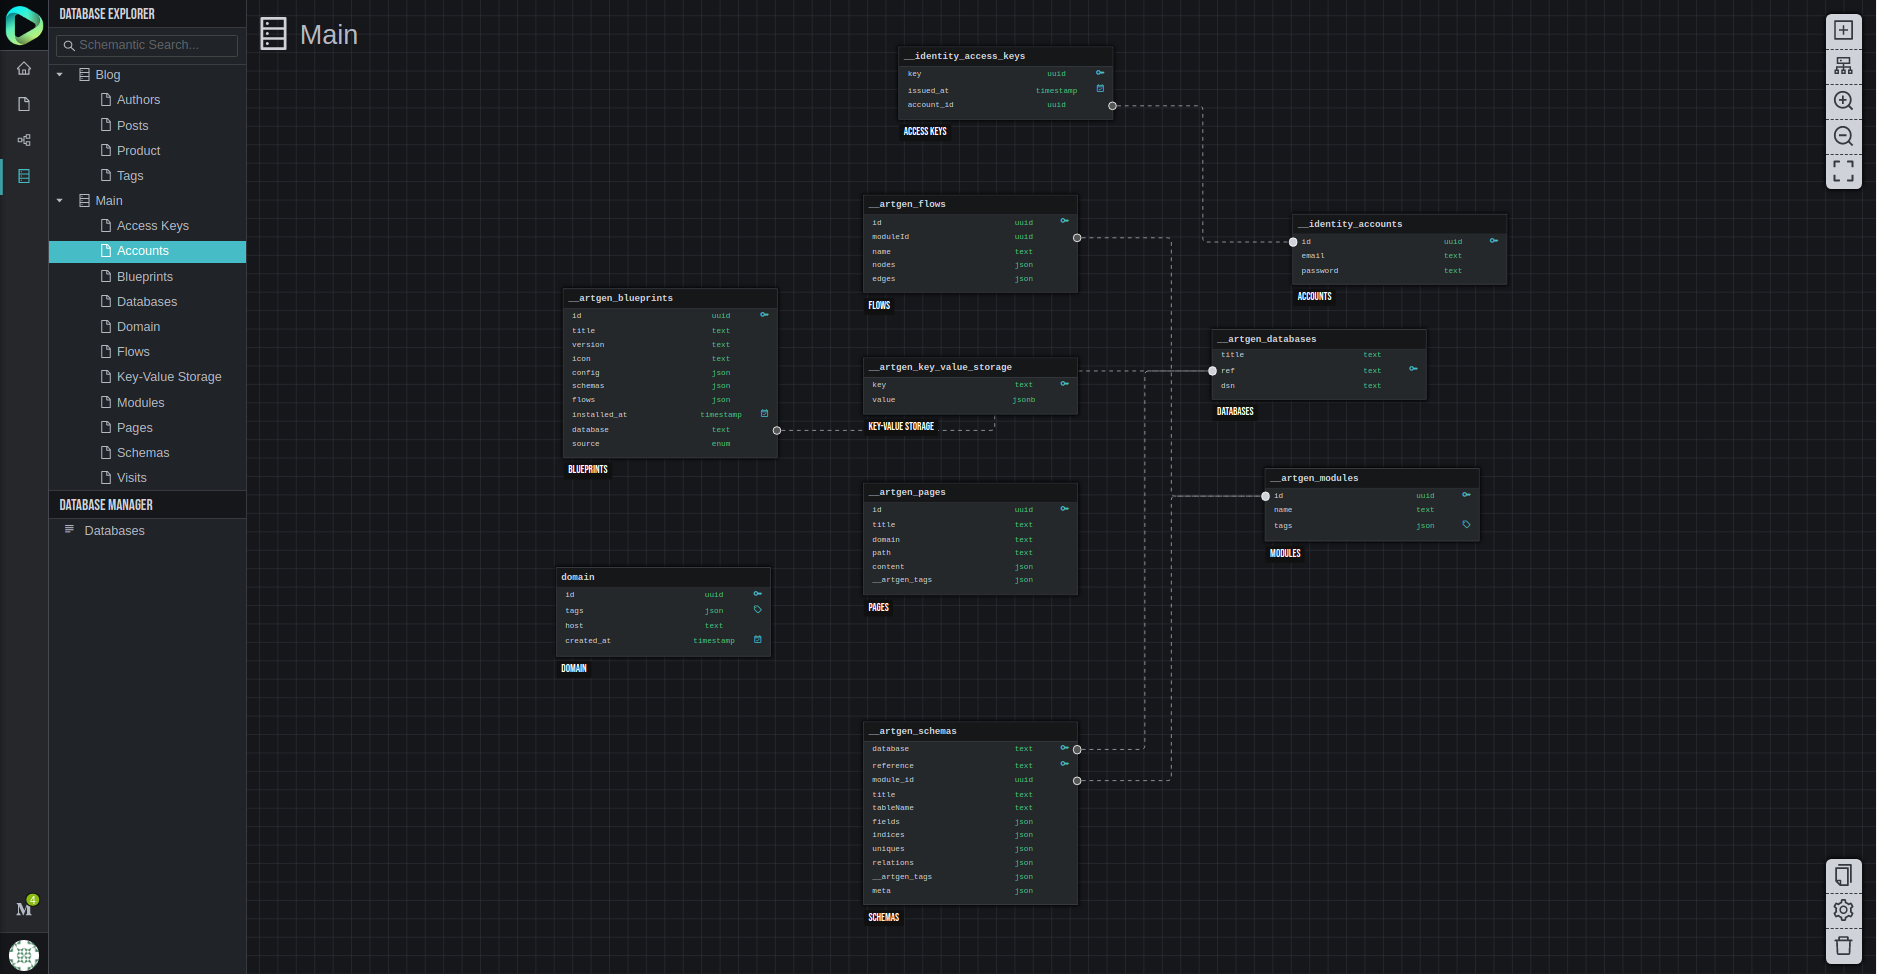 DATABASE EXPLORER
Schemantic Search...
Blog
Authors
Posts
Product
Tags
Main
Access Keys
Accounts
Blueprints
Databases
Domain
Flows
Key-Value Storage
Modules
Pages
Schemas
Visits
DATABASE MANAGER
Databases
M 4
Main
__identity_access_keys
key uuid
issued_at timestamp
account_id uuid
ACCESS KEYS
__artgen_flows
id uuid
moduleId uuid
name text
nodes json
edges json
FLOWS
__identity_accounts
id uuid
email text
password text
ACCOUNTS
__artgen_blueprints
id uuid
title text
version text
icon text
config json
schemas json
flows json
installed_at timestamp
database text
source enum
BLUEPRINTS
__artgen_key_value_storage
key text
value jsonb
KEY-VALUE STORAGE
__artgen_databases
title text
ref text
dsn text
DATABASES
__artgen_pages
id uuid
title text
domain text
path text
content json
__artgen_tags json
PAGES
__artgen_modules
id uuid
name text
tags json
MODULES
domain
id uuid
tags json
host text
created_at timestamp
DOMAIN
__artgen_schemas
database text
reference text
module_id uuid
title text
tableName text
fields json
indices json
uniques json
relations json
__artgen_tags json
meta json
SCHEMAS